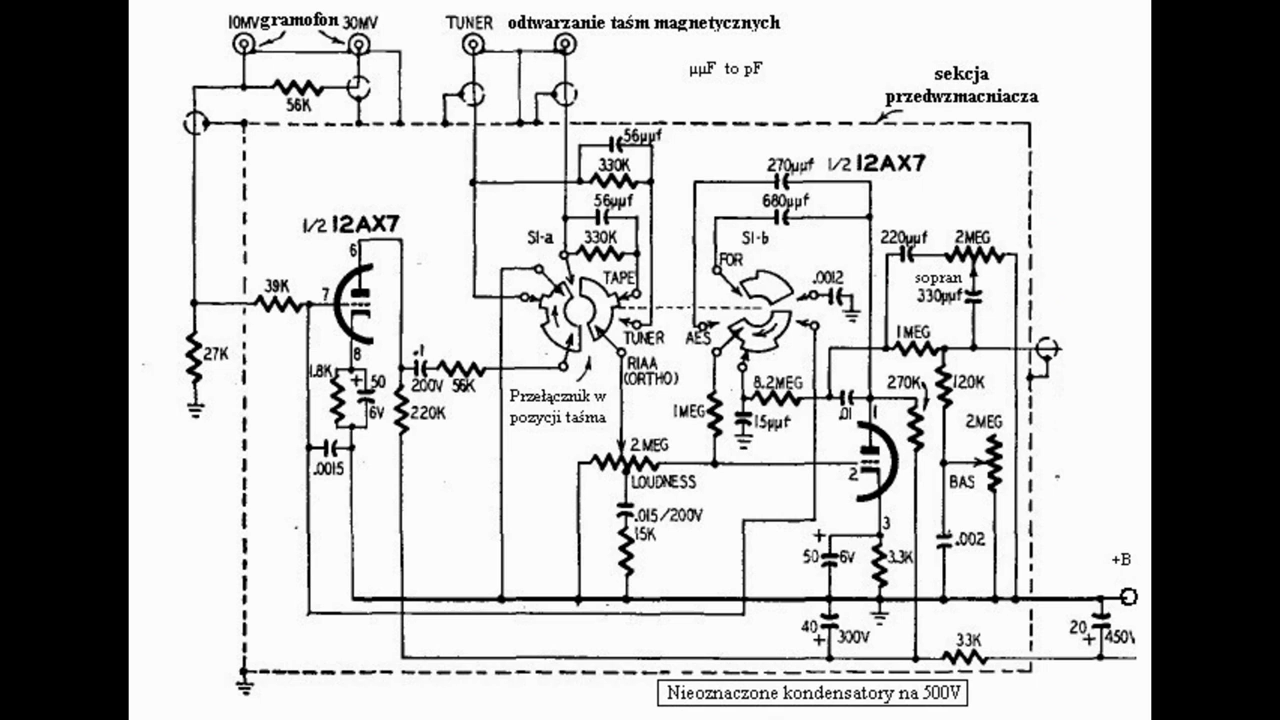 10MV gramofon 30MV
TUNER odtwarzanie taśm magnetycznych
µµF to pF
sekcja
przedwzmacniacza
56K
56µµf
330K
56µµf
330K
S1-a
270µµf
1/2 12AX7
680µµf
S1-b
1/2 12AX7
6
7
8
39K
27K
1.8K
50
6V
.0015
.1
200V
56K
220K
TAPE
TUNER
RIAA
(ORTHO)
Przełącznik w
pozycji taśma
FOR
AES
.0012
220µµf
2MEG
sopran
330µµf
1MEG
270K
120K
8.2MEG
1MEG
15µµf
.01
1
2
3
2MEG
BAS
2.MEG
LOUDNESS
.015/200V
15K
50
6V
3.3K
.002
40
300V
33K
+B
20
450V
Nieoznaczone kondensatory na 500V